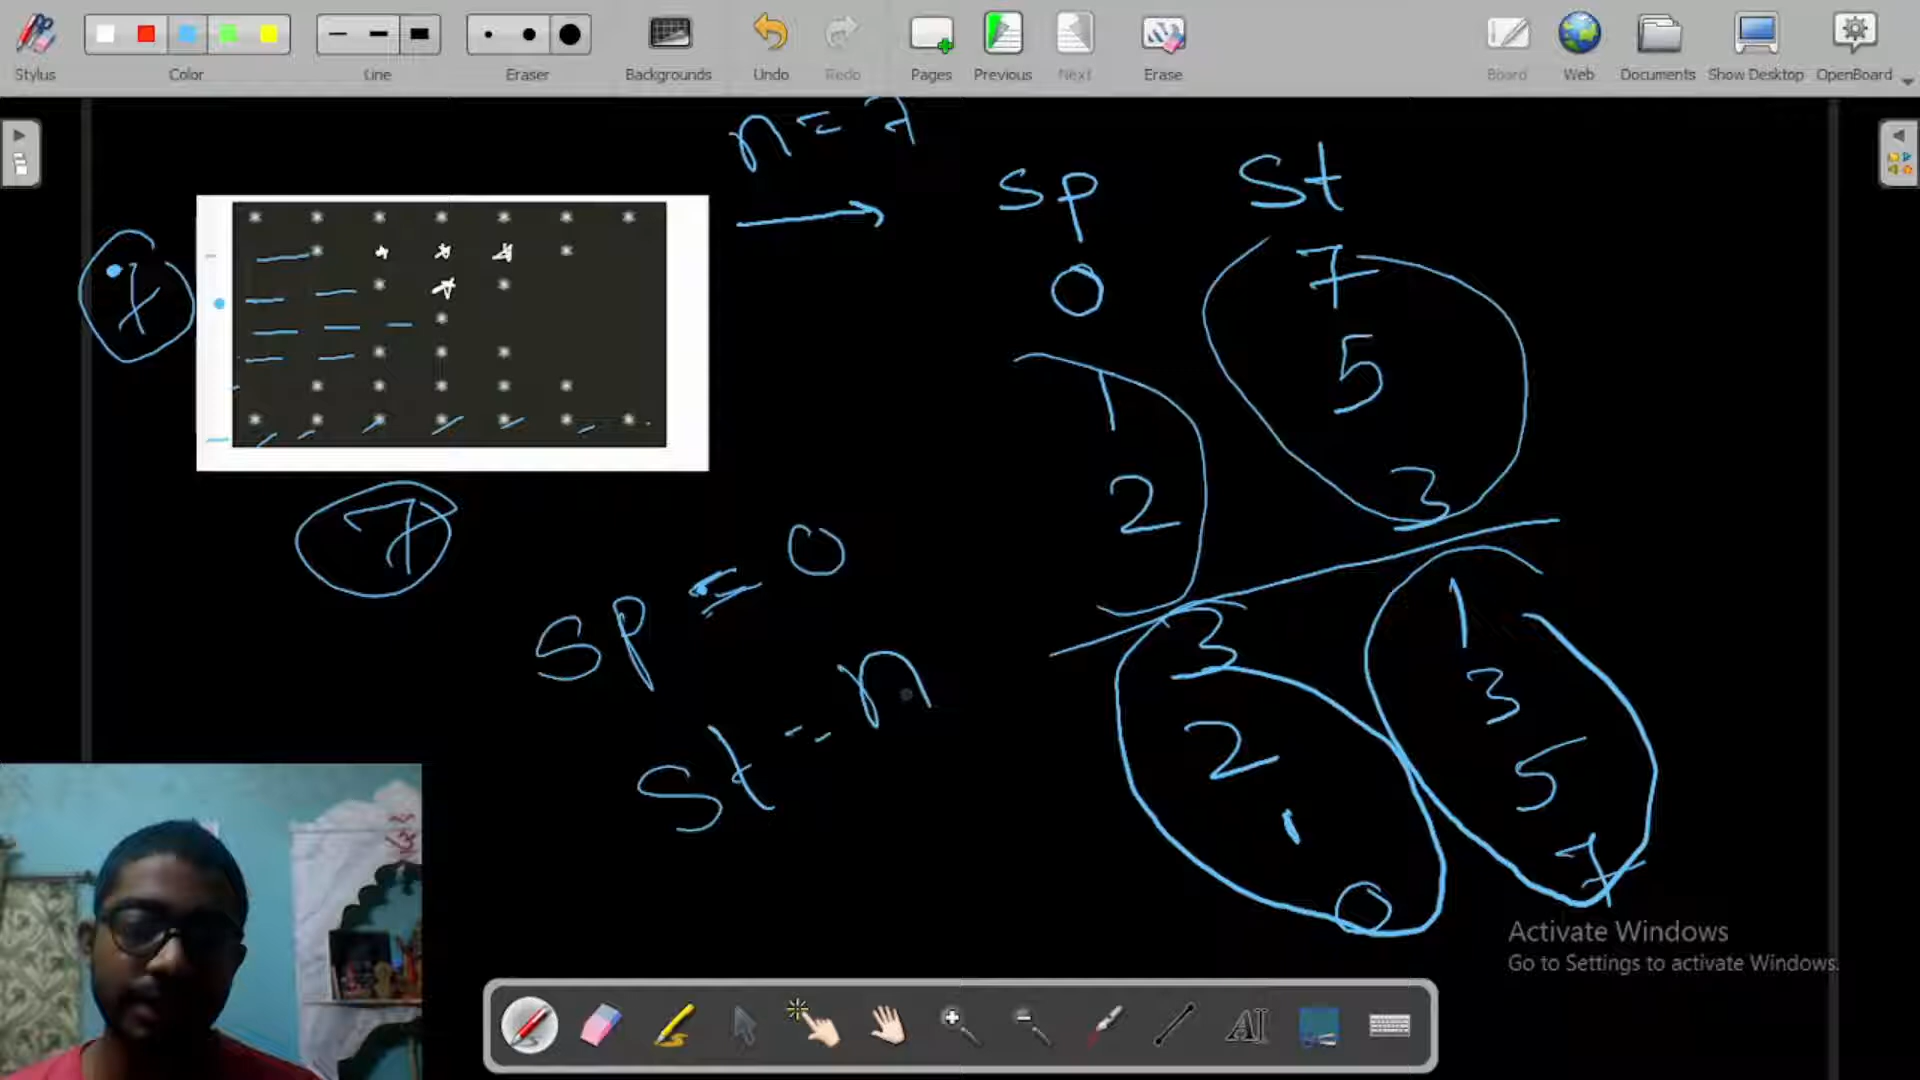 Stylus
Color
Line
Eraser
Backgrounds
Undo
Redo
Pages
Previous
Next
Erase
Board
Web
Documents
Show Desktop
OpenBoard
n = 7
sp St
0 7
1 5
2 3
3 1
2 3
1 5
0 7
7
7
sp = 0
St = n
Activate Windows
Go to Settings to activate Windows.
AI